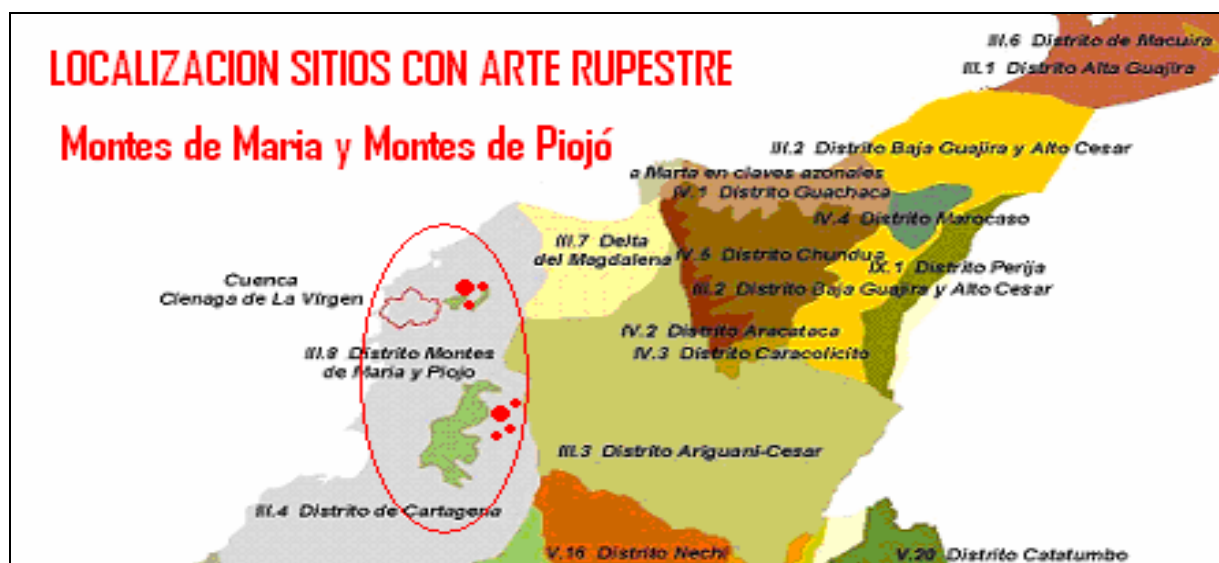 LOCALIZACION SITIOS CON ARTE RUPESTRE
Montes de Maria y Montes de Piojó
III.6 Distrito de Macuira
III.1 Distrito Alta Guajira
III.2 Distrito Baja Guajira y Alto Cesar
a Marta en claves azonales
IV.1 Distrito Guachaca
IV.4 Distrito Marocaso
III.7 Delta
del Magdalena
IV.5 Distrito Chundua
IX.1 Distrito Perija
III.2 Distrito Baja Guajira y Alto Cesar
Cuenca
Cienaga de La Virgen
IV.2 Distrito Aracataca
IV.3 Distrito Caracolicito
III.9 Distrito Montes
de Maria y Piojo
III.3 Distrito Ariguani-Cesar
III.4 Distrito de Cartagena
V.16 Distrito Nechi
V.20 Distrito Catatumbo